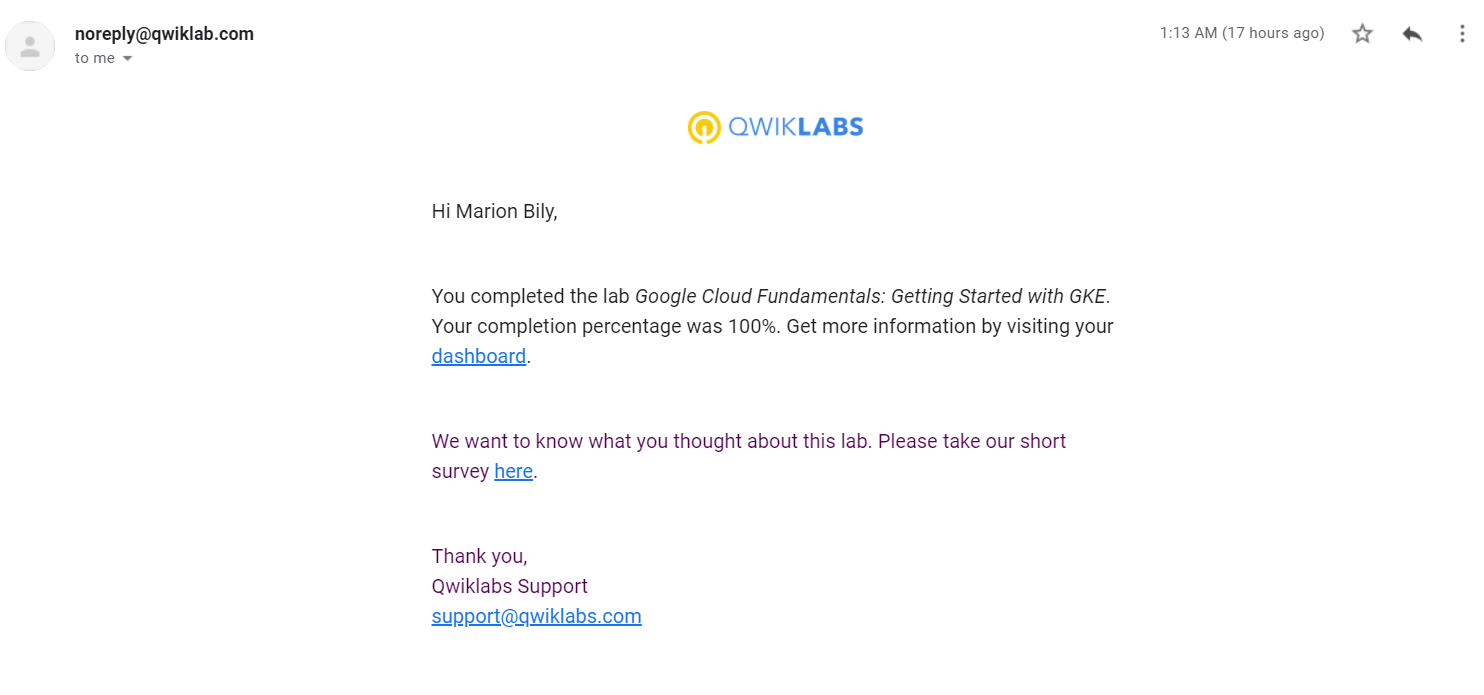 noreply@qwiklab.com
1:13 AM (17 hours ago)
to me
QWIKLABS
Hi Marion Bily,
You completed the lab Google Cloud Fundamentals: Getting Started with GKE.
Your completion percentage was 100%. Get more information by visiting your
dashboard.
We want to know what you thought about this lab. Please take our short
survey here.
Thank you,
Qwiklabs Support
support@qwiklabs.com